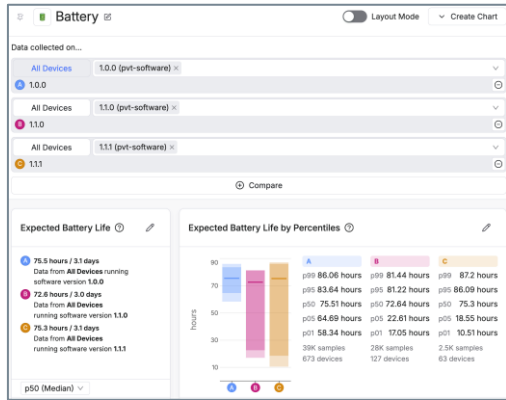 Battery
Layout Mode
Create Chart
Data collected on...
All Devices 1.0.0 (pvt-software) ×
A 1.0.0
All Devices 1.1.0 (pvt-software) ×
B 1.1.0
All Devices 1.1.1 (pvt-software) ×
C 1.1.1
Compare
Expected Battery Life
A 75.5 hours / 3.1 days
Data from All Devices running
software version 1.0.0
B 72.6 hours / 3.0 days
Data from All Devices
running software version 1.1.0
C 75.3 hours / 3.1 days
Data from All Devices
running software version 1.1.1
p50 (Median)
Expected Battery Life by Percentiles
hours
90
70
50
30
10
A B C
A
p99 86.06 hours
p95 83.64 hours
p50 75.51 hours
p05 64.69 hours
p01 58.34 hours
39K samples
673 devices
B
p99 81.44 hours
p95 81.22 hours
p50 72.64 hours
p05 22.61 hours
p01 17.05 hours
28K samples
127 devices
C
p99 87.2 hours
p95 86.09 hours
p50 75.3 hours
p05 18.55 hours
p01 10.51 hours
2.5K samples
63 devices